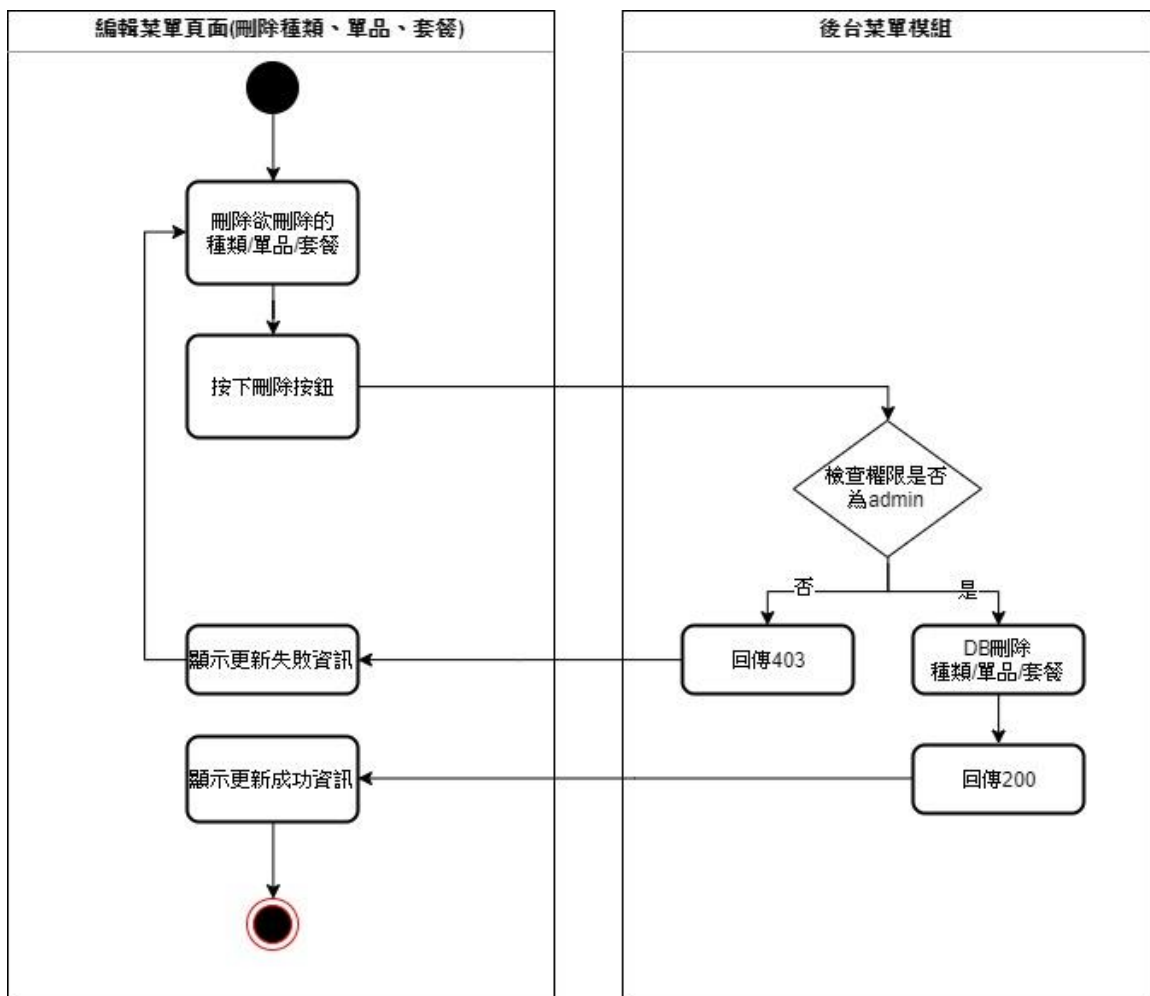 編輯菜單頁面(刪除種類、單品、套餐)
後台菜單模組
刪除欲刪除的
種類/單品/套餐
按下刪除按鈕
檢查權限是否
為admin
否
是
顯示更新失敗資訊
回傳403
DB刪除
種類/單品/套餐
顯示更新成功資訊
回傳200